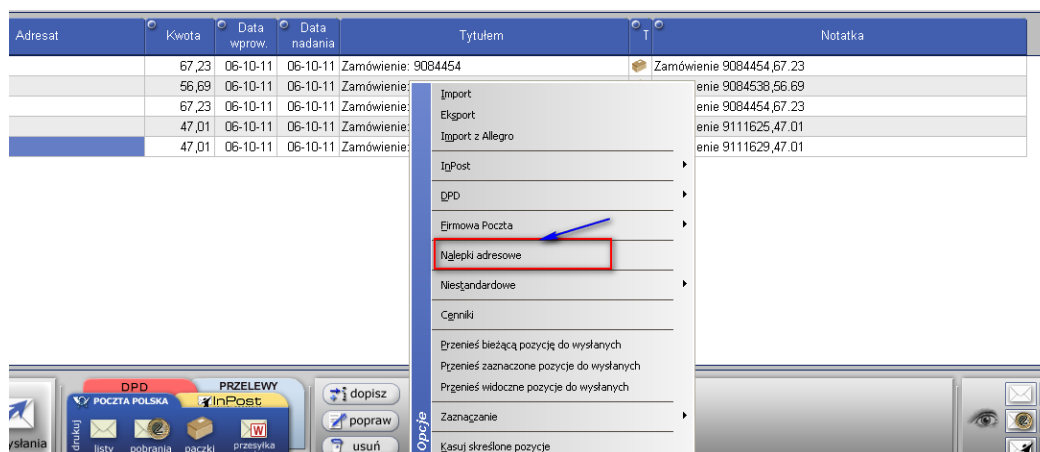 Adresat Kwota Data wprow. Data nadania Tytułem T Notatka
67,23 06-10-11 06-10-11 Zamówienie: 9084454 Zamówienie 9084454,67.23
56,69 06-10-11 06-10-11 Zamówienie: enie 9084538,56.69
67,23 06-10-11 06-10-11 Zamówienie: enie 9084454,67.23
47,01 06-10-11 06-10-11 Zamówienie: enie 9111625,47.01
47,01 06-10-11 06-10-11 Zamówienie: enie 9111629,47.01
Import
Eksport
Import z Allegro
InPost
DPD
Firmowa Poczta
Nalepki adresowe
Niestandardowe
Cenniki
Przenieś bieżącą pozycję do wysłanych
Przenieś zaznaczone pozycje do wysłanych
Przenieś widoczne pozycje do wysłanych
Zaznaczanie
Kasuj skreślone pozycje
Opcje
DPD PRZELEWY
POCZTA POLSKA InPost
drukuj
listy pobrania paczki przesyłka
ysłania
dopisz
popraw
usuń